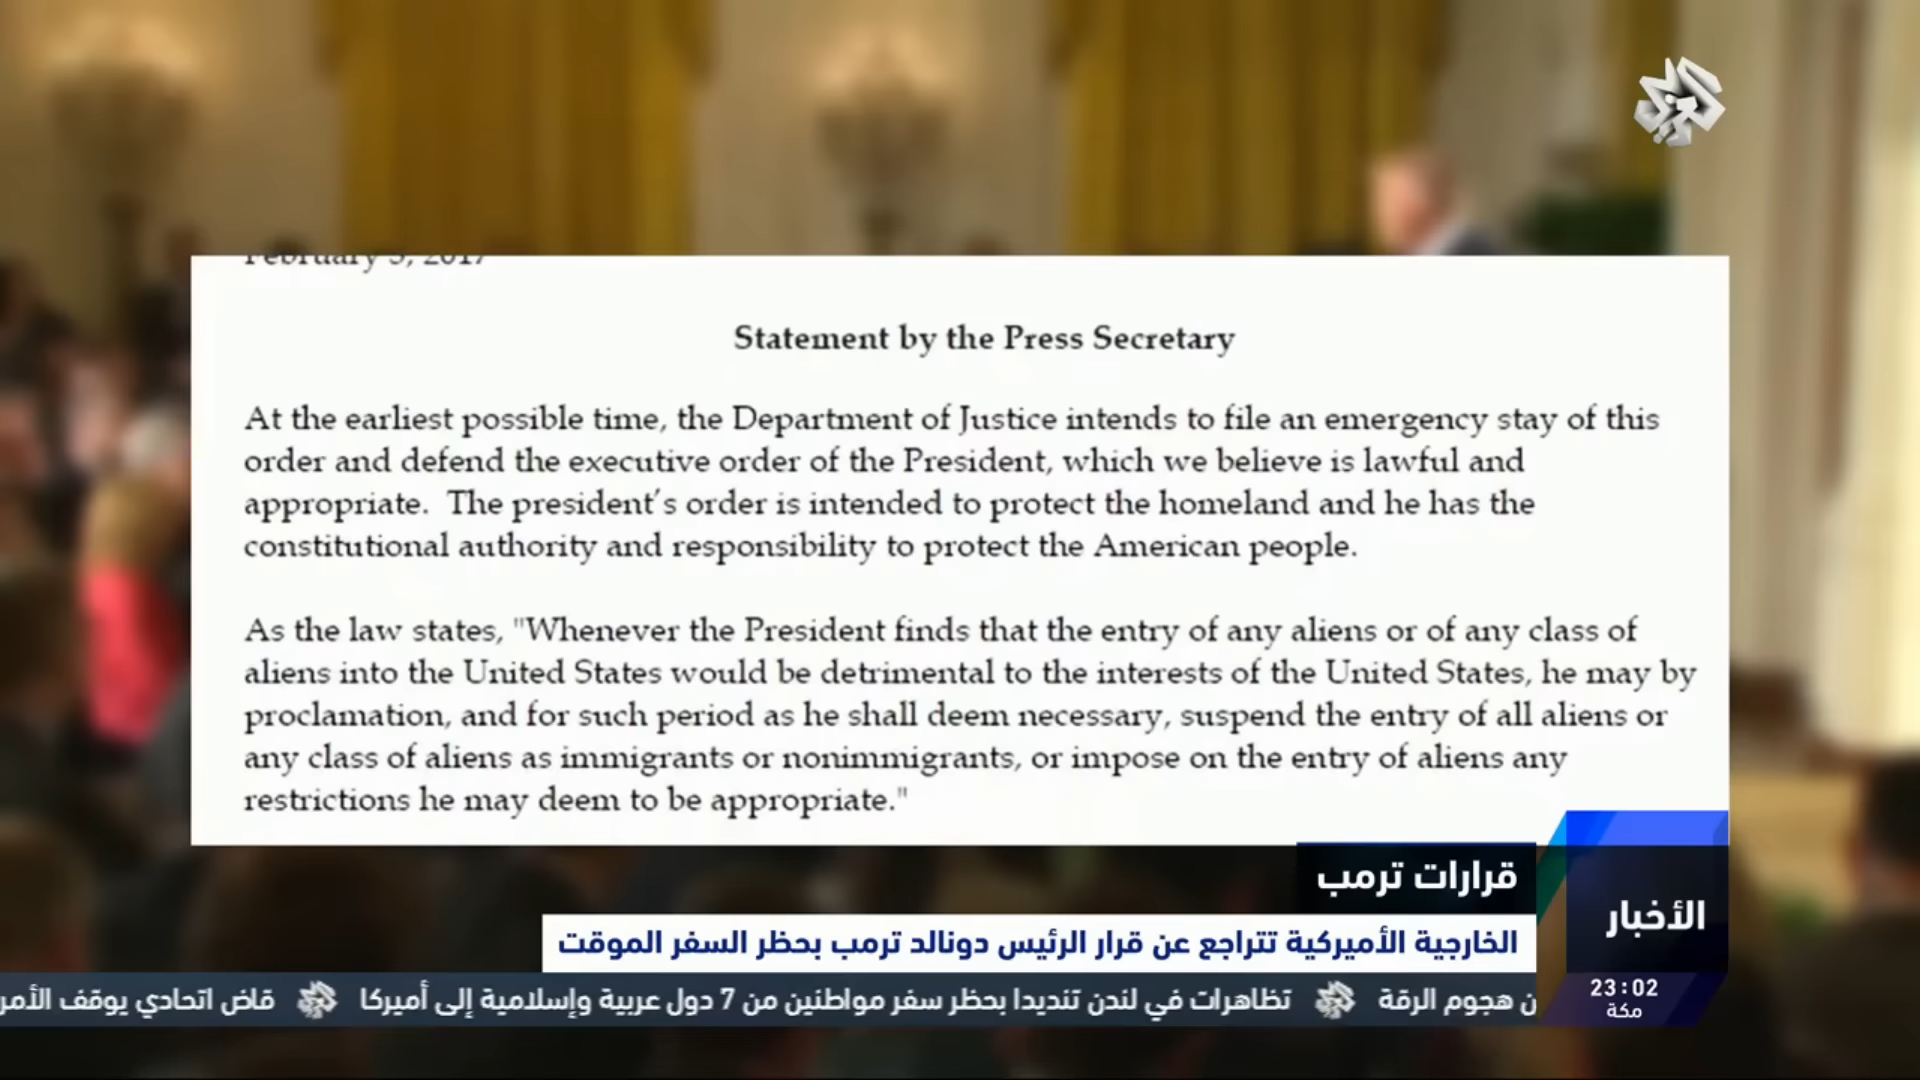 February 3, 2017
Statement by the Press Secretary
At the earliest possible time, the Department of Justice intends to file an emergency stay of this
order and defend the executive order of the President, which we believe is lawful and
appropriate.  The president's order is intended to protect the homeland and he has the
constitutional authority and responsibility to protect the American people.
As the law states, "Whenever the President finds that the entry of any aliens or of any class of
aliens into the United States would be detrimental to the interests of the United States, he may by
proclamation, and for such period as he shall deem necessary, suspend the entry of all aliens or
any class of aliens as immigrants or nonimmigrants, or impose on the entry of aliens any
restrictions he may deem to be appropriate."
قرارات ترمب
الأخبار
الخارجية الأميركية تتراجع عن قرار الرئيس دونالد ترمب بحظر السفر الموقت
ن هجوم الرقة تظاهرات في لندن تنديدا بحظر سفر مواطنين من 7 دول عربية وإسلامية إلى أميركا قاض اتحادي يوقف الأمر
23:02
مكة